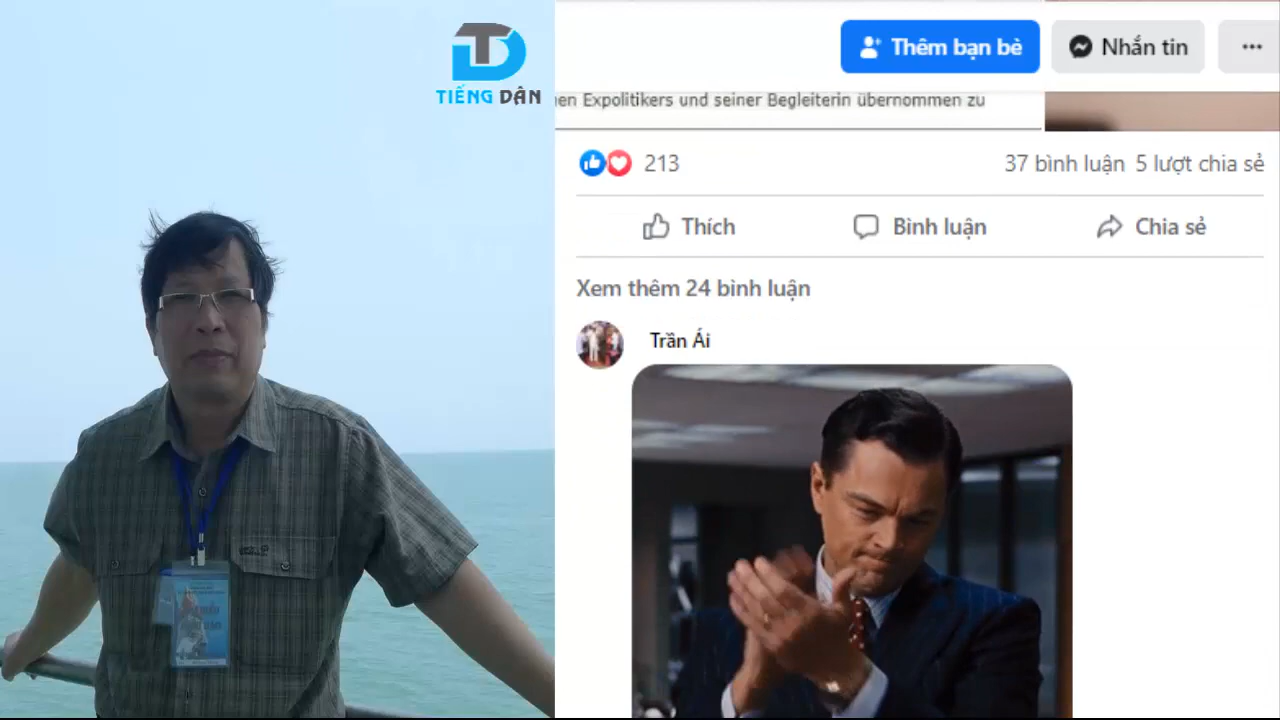 TD
TIẾNG DÂN
Thêm bạn bè
Nhắn tin
en Expolitikers und seiner Begleiterin übernommen zu
213
37 bình luận 5 lượt chia sẻ
Thích
Bình luận
Chia sẻ
Xem thêm 24 bình luận
Trần Ái